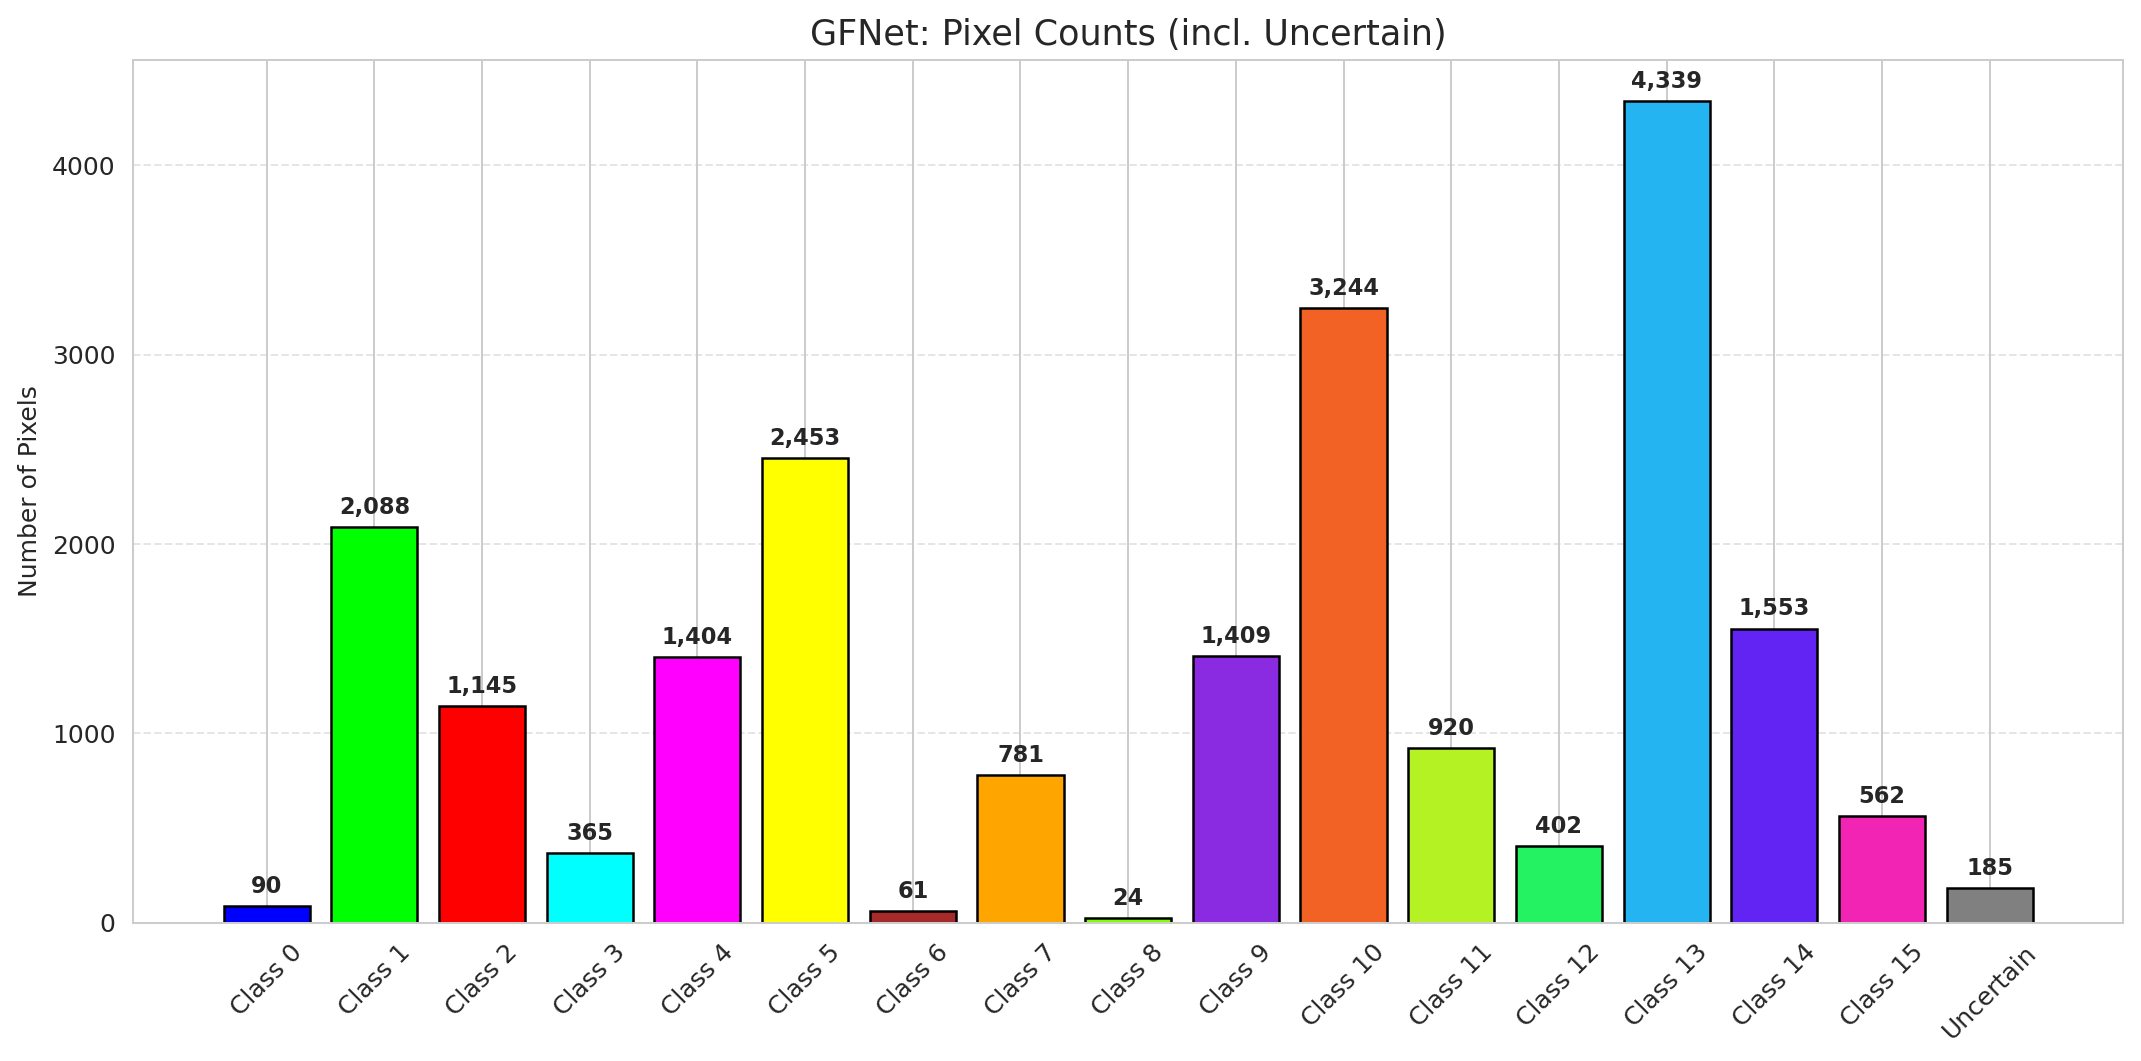 GFNet: Pixel Counts (incl. Uncertain)
Number of Pixels
4000
3000
2000
1000
0
90
2,088
1,145
365
1,404
2,453
61
781
24
1,409
3,244
920
402
4,339
1,553
562
185
Class 0
Class 1
Class 2
Class 3
Class 4
Class 5
Class 6
Class 7
Class 8
Class 9
Class 10
Class 11
Class 12
Class 13
Class 14
Class 15
Uncertain